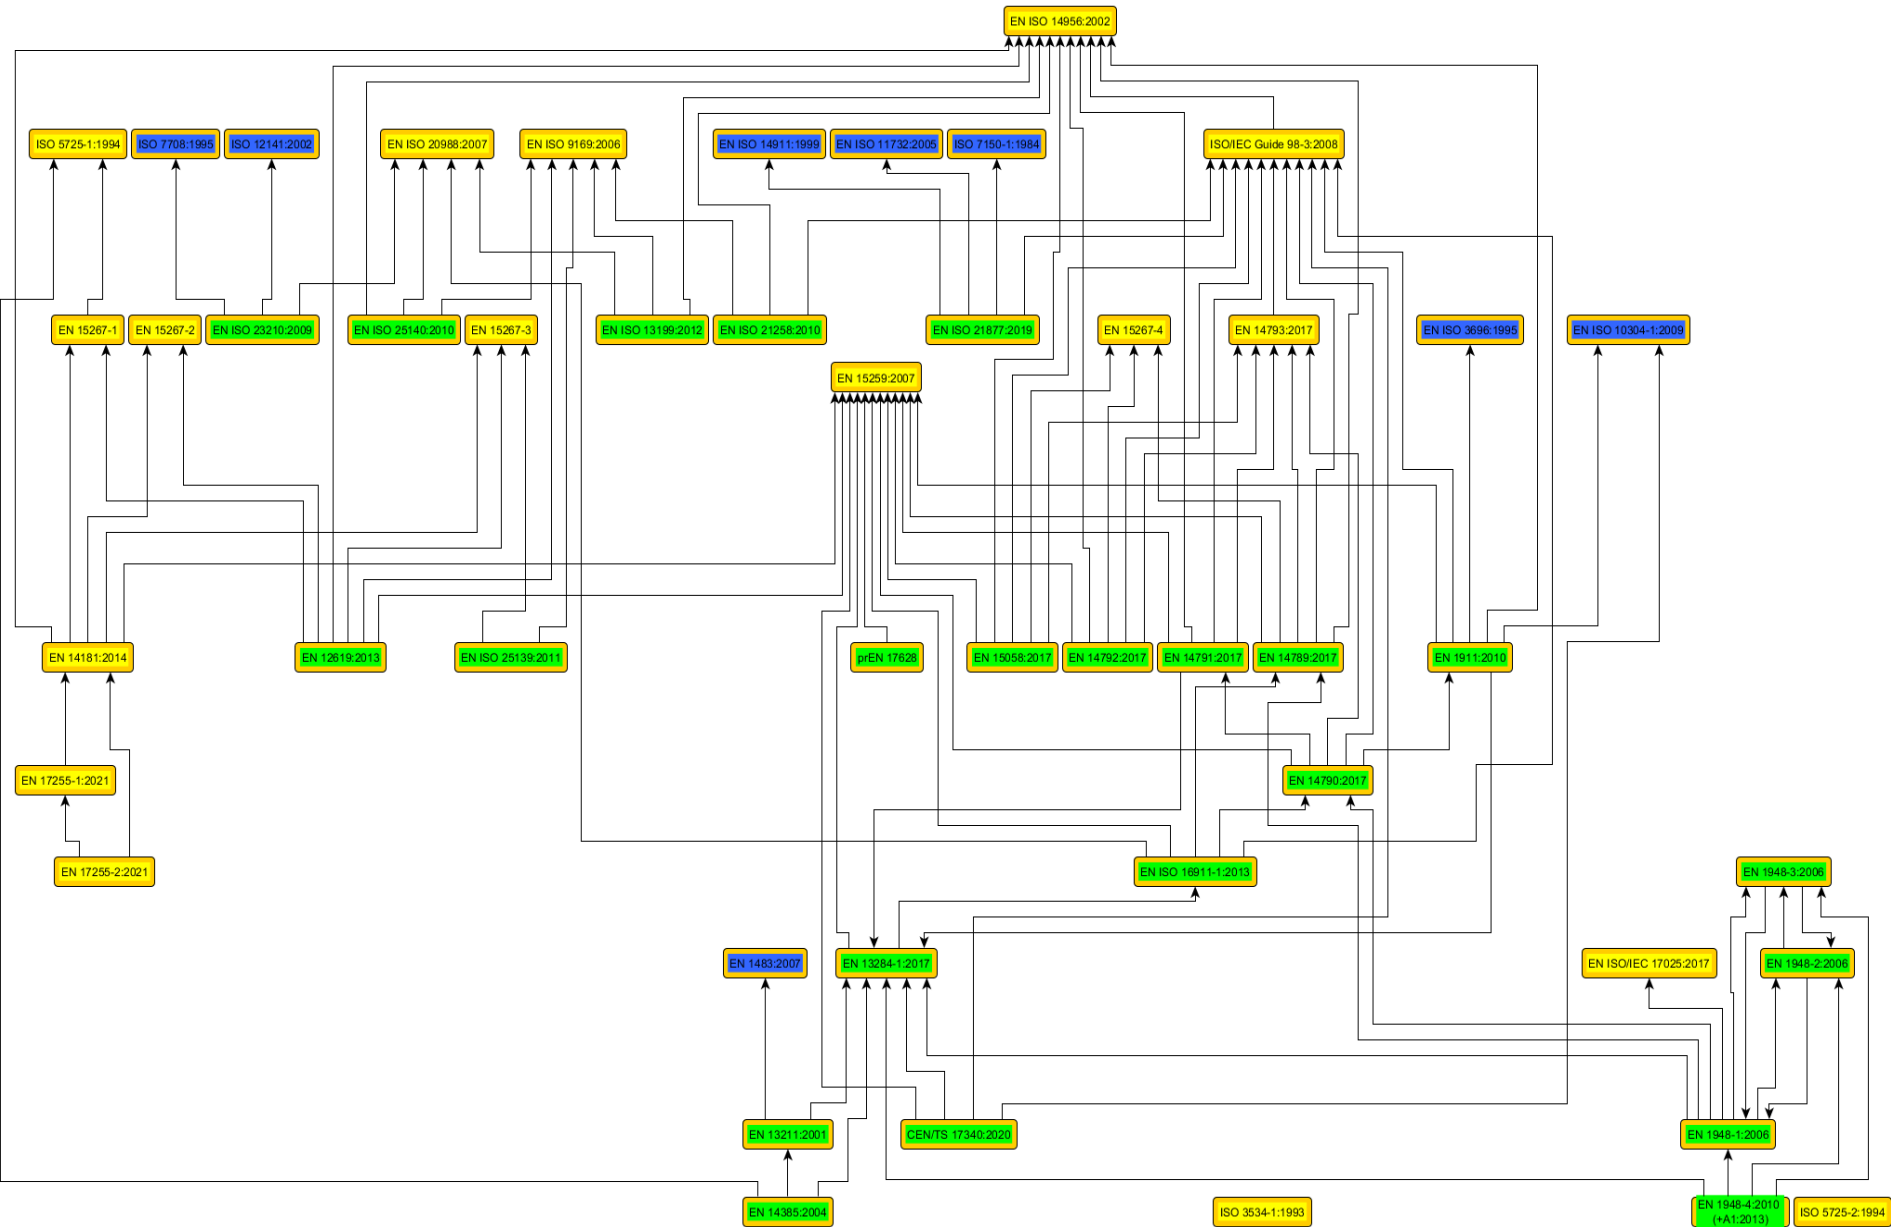 EN ISO 14956:2002
ISO 5725-1:1994
ISO 7708:1995
ISO 12141:2002
EN ISO 20988:2007
EN ISO 9169:2006
EN ISO 14911:1999
EN ISO 11732:2005
ISO 7150-1:1984
ISO/IEC Guide 98-3:2008
EN 15267-1
EN 15267-2
EN ISO 23210:2009
EN ISO 25140:2010
EN 15267-3
EN ISO 13199:2012
EN ISO 21258:2010
EN ISO 21877:2019
EN 15267-4
EN 14793:2017
EN ISO 3696:1995
EN ISO 10304-1:2009
EN 15259:2007
EN 14181:2014
EN 12619:2013
EN ISO 25139:2011
prEN 17628
EN 15058:2017
EN 14792:2017
EN 14791:2017
EN 14789:2017
EN 1911:2010
EN 17255-1:2021
EN 14790:2017
EN 17255-2:2021
EN ISO 16911-1:2013
EN 1948-3:2006
EN 1483:2007
EN 13284-1:2017
EN ISO/IEC 17025:2017
EN 1948-2:2006
EN 13211:2001
CEN/TS 17340:2020
EN 1948-1:2006
EN 14385:2004
ISO 3534-1:1993
EN 1948-4:2010
(+A1:2013)
ISO 5725-2:1994